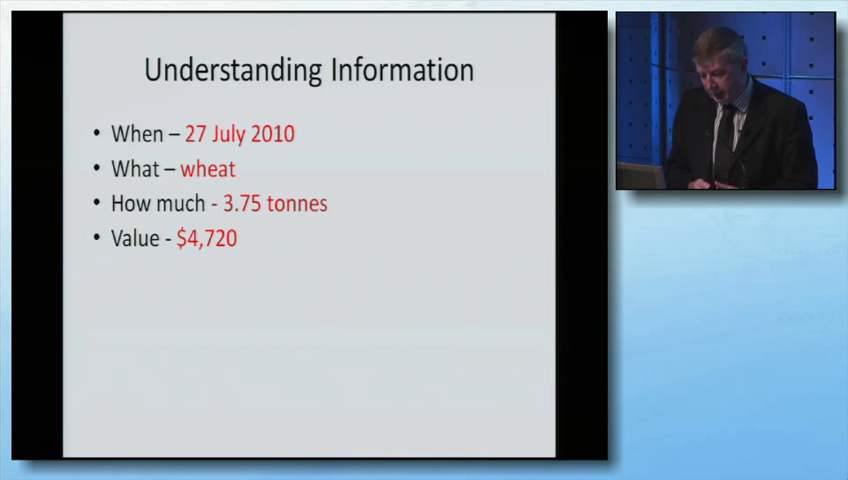 Understanding Information
• When – 27 July 2010
• What – wheat
• How much - 3.75 tonnes
• Value - $4,720